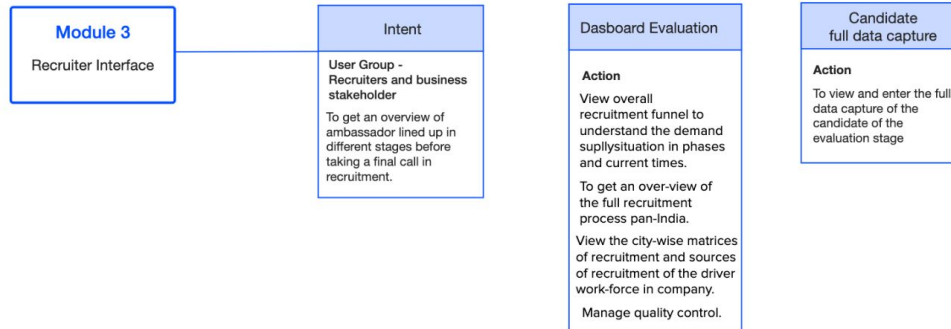 Module 3
Recruiter Interface
Intent
User Group -
Recruiters and business
stakeholder
To get an overview of
ambassador lined up in
different stages before
taking a final call in
recruitment.
Dasboard Evaluation
Action
View overall
recruitment funnel to
understand the demand
supllysituation in phases
and current times.
To get an over-view of
the full recruitment
process pan-India.
View the city-wise matrices
of recruitment and sources
of recruitment of the driver
work-force in company.
Manage quality control.
Candidate
full data capture
Action
To view and enter the full
data capture of the
candidate of the
evaluation stage